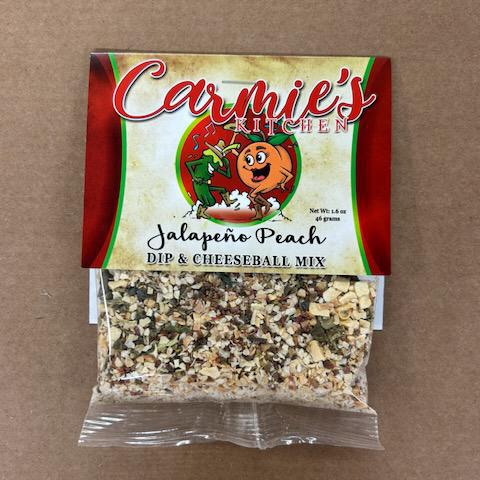 Carmie's
KITCHEN
Net Wt: 1.6 oz
46 grams
Jalapeño Peach
DIP & CHEESEBALL MIX